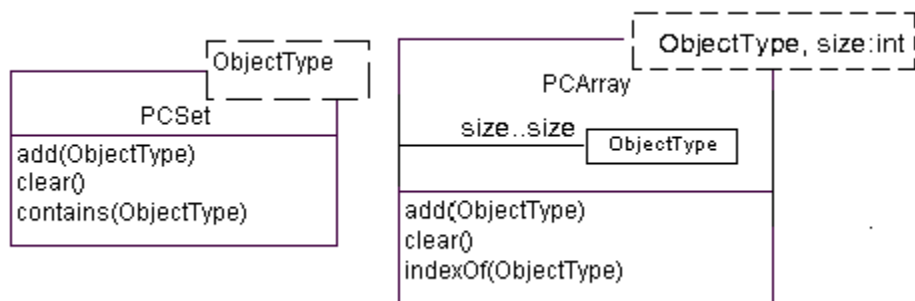 ObjectType
PCSet
add(ObjectType)
clear()
contains(ObjectType)
ObjectType, size:int
PCArray
size..size
ObjectType
add(ObjectType)
clear()
indexOf(ObjectType)